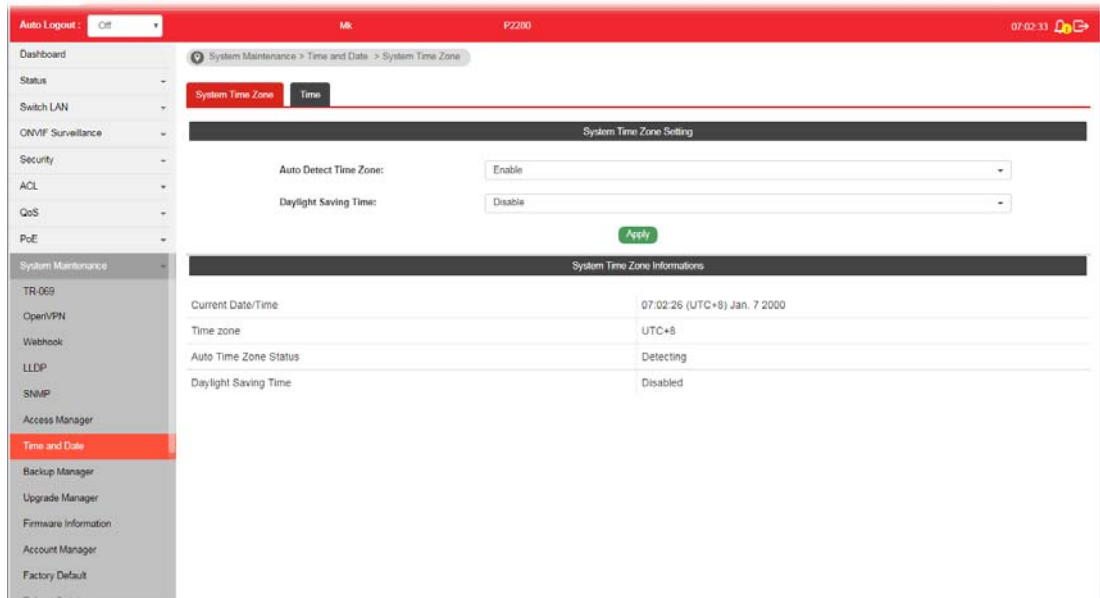 Auto Logout : Off Mk P2280 07:02:33
Dashboard
Status
Switch LAN
ONVIF Surveillance
Security
ACL
QoS
PoE
System Maintenance
TR-069
OpenVPN
Webhook
LLDP
SNMP
Access Manager
Time and Date
Backup Manager
Upgrade Manager
Firmware Information
Account Manager
Factory Default
System Maintenance > Time and Date > System Time Zone
System Time Zone Time
System Time Zone Setting
Auto Detect Time Zone: Enable
Daylight Saving Time: Disable
Apply
System Time Zone Informations
Current Date/Time 07:02:26 (UTC+8) Jan. 7 2000
Time zone UTC+8
Auto Time Zone Status Detecting
Daylight Saving Time Disabled